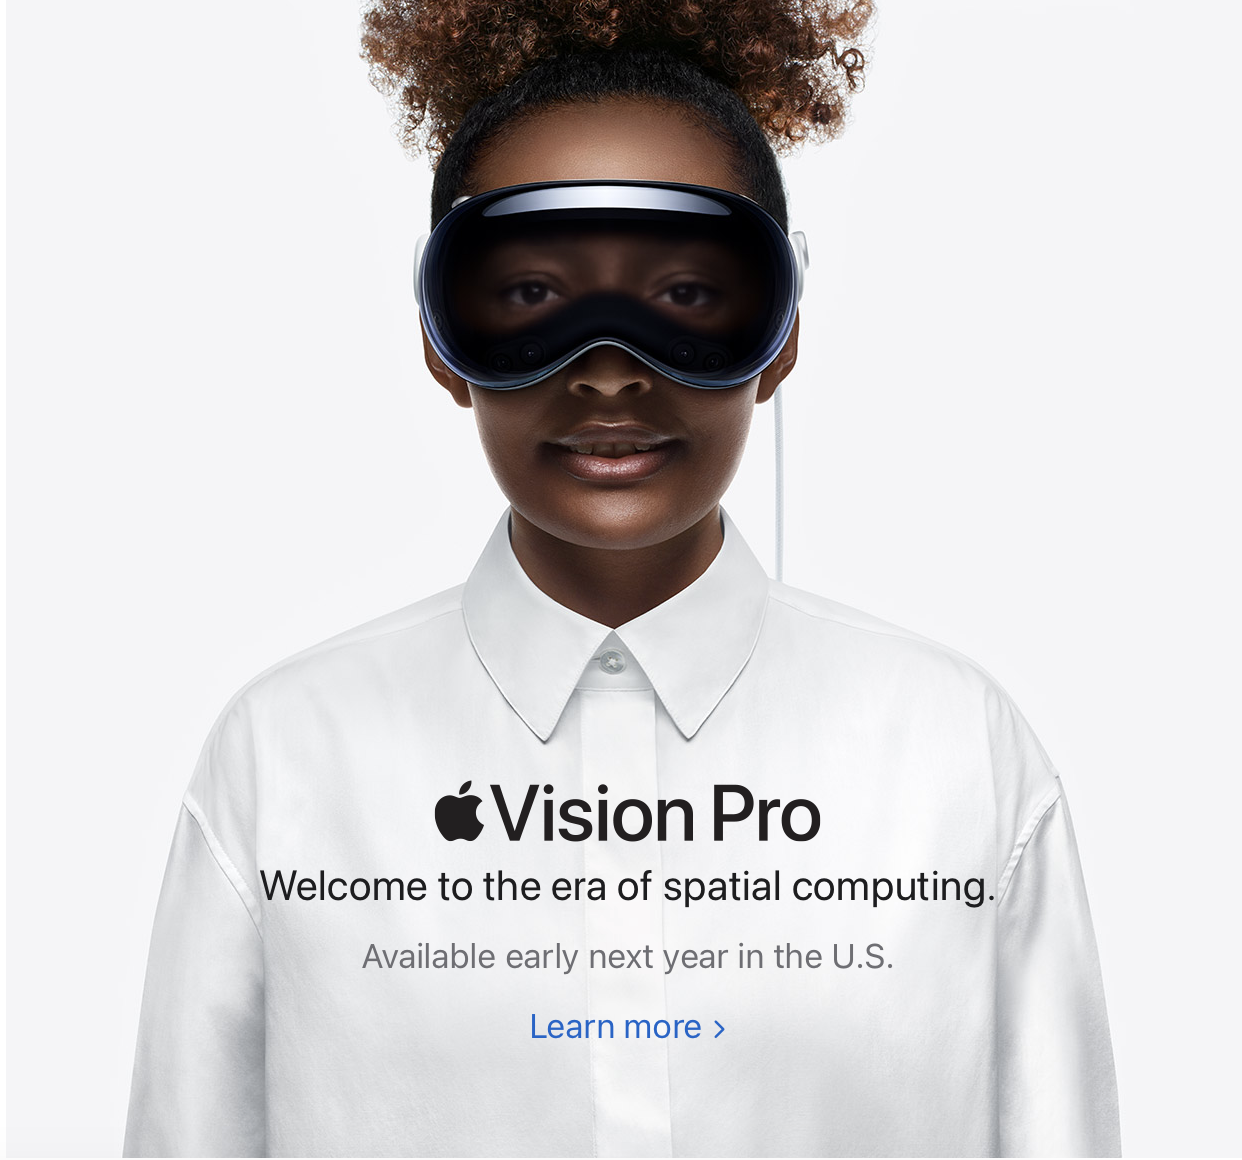 Vision Pro
Welcome to the era of spatial computing.
Available early next year in the U.S.
Learn more >